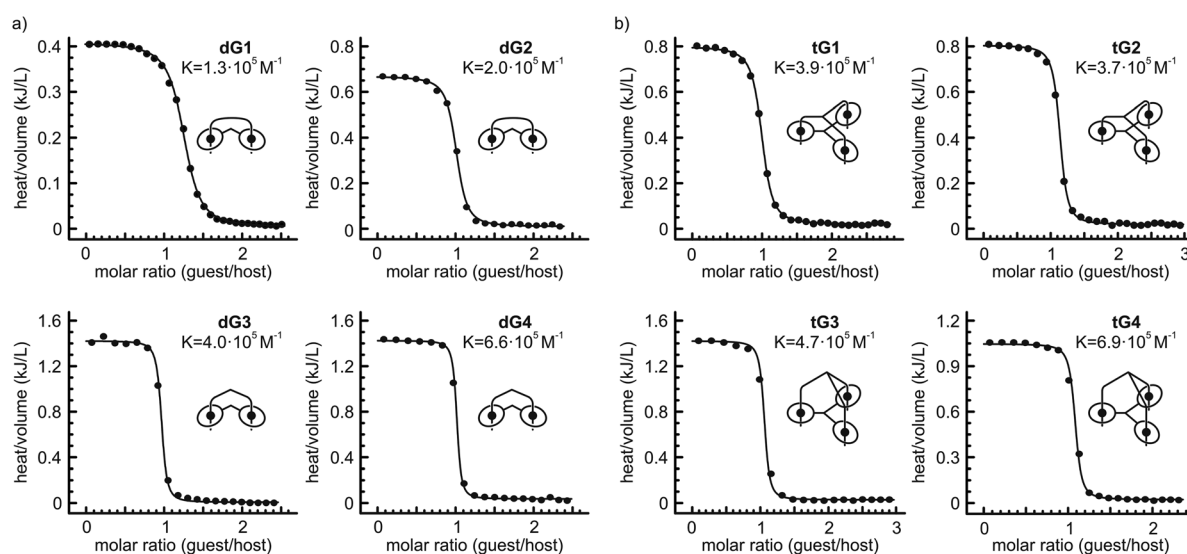 a)
dG1
K=1.3·10⁵ M⁻¹
heat/volume (kJ/L)
0.4
0.3
0.2
0.1
0
0 1 2
molar ratio (guest/host)
dG2
K=2.0·10⁵ M⁻¹
heat/volume (kJ/L)
0.8
0.6
0.4
0.2
0
0 1 2
molar ratio (guest/host)
b)
tG1
K=3.9·10⁵ M⁻¹
heat/volume (kJ/L)
0.8
0.6
0.4
0.2
0
0 1 2
molar ratio (guest/host)
tG2
K=3.7·10⁵ M⁻¹
heat/volume (kJ/L)
0.8
0.6
0.4
0.2
0
0 1 2 3
molar ratio (guest/host)
dG3
K=4.0·10⁵ M⁻¹
heat/volume (kJ/L)
1.6
1.2
0.8
0.4
0
0 1 2
molar ratio (guest/host)
dG4
K=6.6·10⁵ M⁻¹
heat/volume (kJ/L)
1.6
1.2
0.8
0.4
0
0 1 2
molar ratio (guest/host)
tG3
K=4.7·10⁵ M⁻¹
heat/volume (kJ/L)
1.6
1.2
0.8
0.4
0
0 1 2 3
molar ratio (guest/host)
tG4
K=6.9·10⁵ M⁻¹
heat/volume (kJ/L)
1.2
0.9
0.6
0.3
0
0 1 2
molar ratio (guest/host)